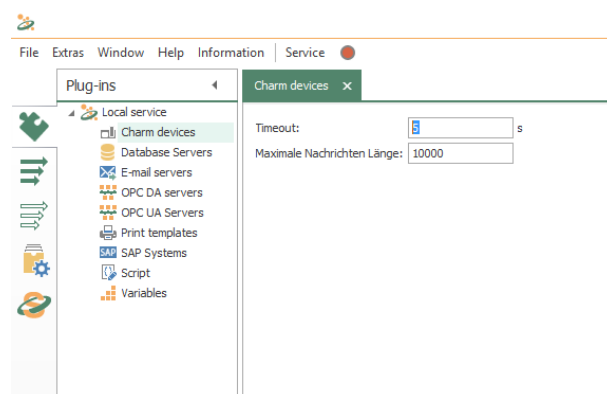 File Extras Window Help Information Service
Plug-ins
Charm devices
Local service
Charm devices
Database Servers
E-mail servers
OPC DA servers
OPC UA Servers
Print templates
SAP SAP Systems
Script
Variables
Timeout: 5 s
Maximale Nachrichten Länge: 10000